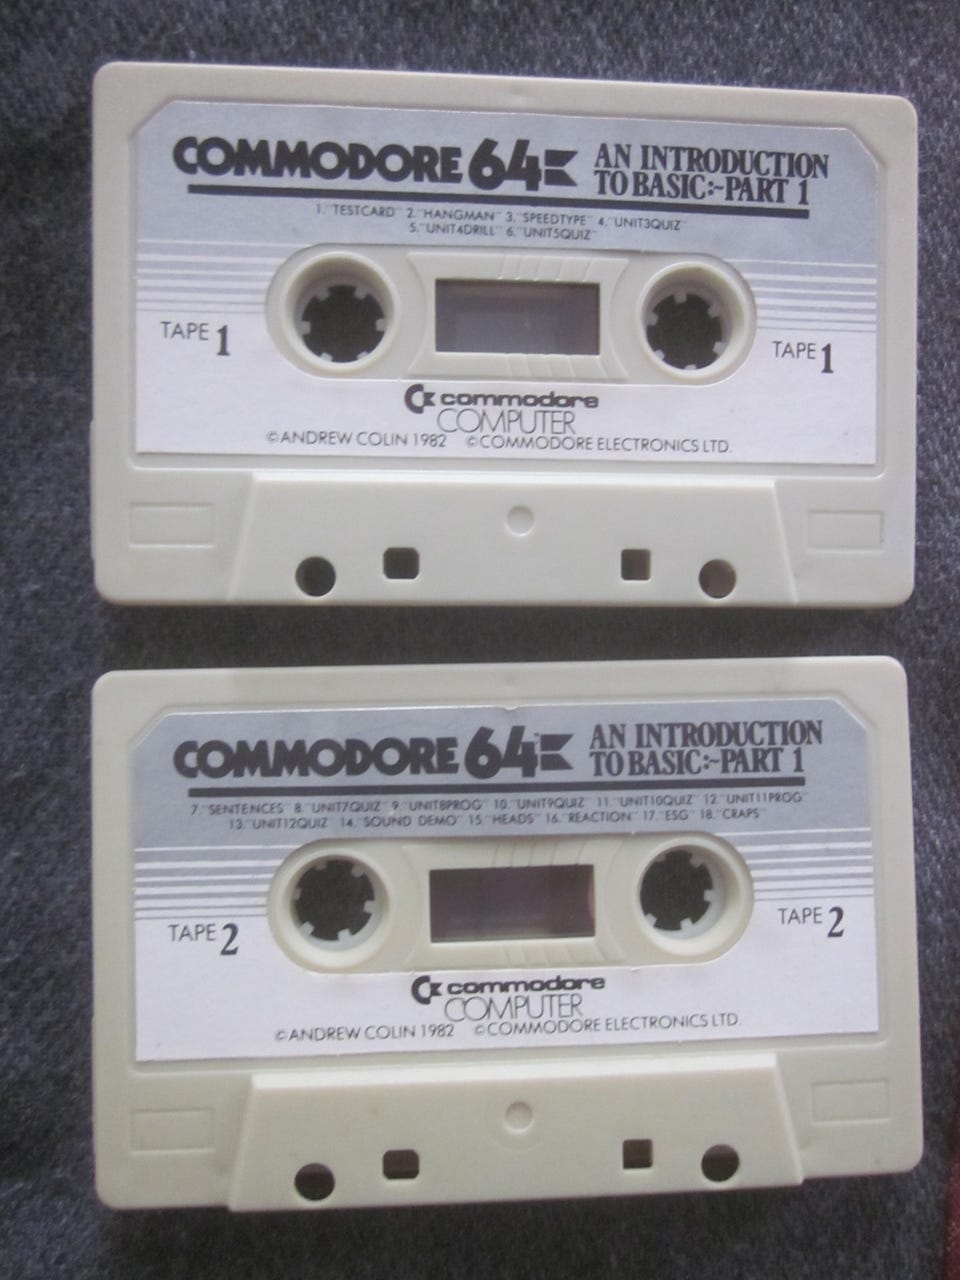 COMMODORE 64 AN INTRODUCTION
TO BASIC:~PART 1
1. "TESTCARD" 2. "HANGMAN" 3. "SPEEDTYPE" 4. "UNIT3QUIZ"
5. "UNIT4DRILL" 6. "UNIT5QUIZ"
TAPE 1
TAPE 1
commodore
COMPUTER
©ANDREW COLIN 1982 ©COMMODORE ELECTRONICS LTD.
COMMODORE 64 AN INTRODUCTION
TO BASIC:~PART 1
7. "SENTENCES" 8. "UNIT7QUIZ" 9. "UNIT8PROG" 10. "UNIT9QUIZ" 11. "UNIT10QUIZ" 12. "UNIT11PROG"
13. "UNIT12QUIZ" 14. "SOUND DEMO" 15. "HEADS" 16. "REACTION" 17. "ESG" 18. "CRAPS"
TAPE 2
TAPE 2
commodore
COMPUTER
©ANDREW COLIN 1982 ©COMMODORE ELECTRONICS LTD.